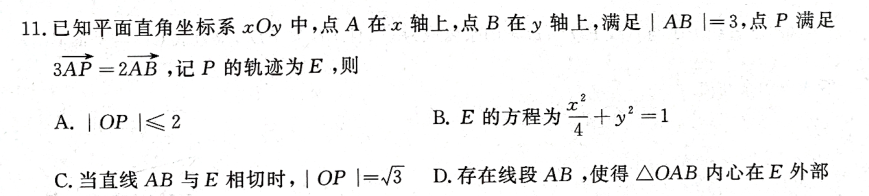 11. 已知平面直角坐标系 xOy 中,点 A 在 x 轴上,点 B 在 y 轴上,满足 | AB |=3,点 P 满足
3\overrightarrow{AP}=2\overrightarrow{AB},记 P 的轨迹为 E,则
A. | OP |≤2 B. E 的方程为 \frac{x^2}{4}+y^2=1
C. 当直线 AB 与 E 相切时,| OP |=√3 D. 存在线段 AB,使得 △OAB 内心在 E 外部